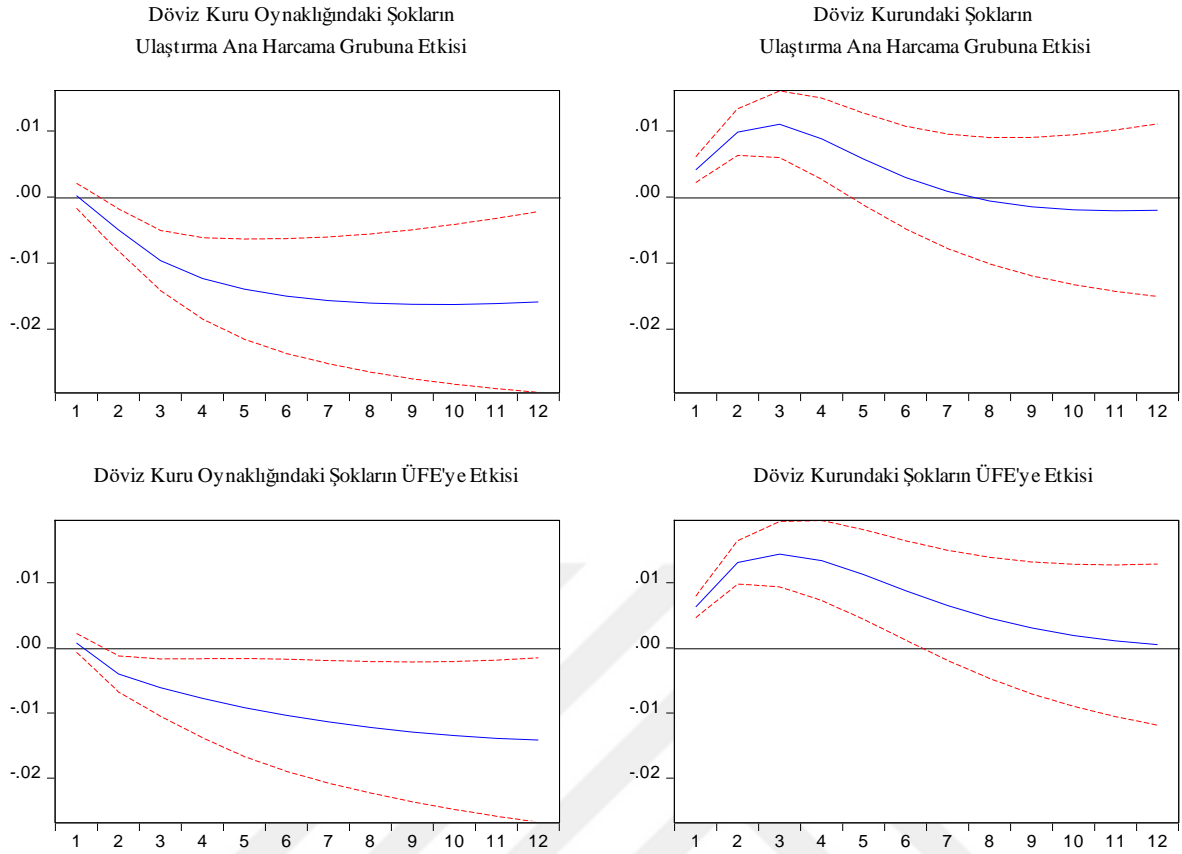 Döviz Kuru Oynaklığındaki Şokların
Ulaştırma Ana Harcama Grubuna Etkisi
.01
.00
-.01
-.02
1 2 3 4 5 6 7 8 9 10 11 12
Döviz Kurundaki Şokların
Ulaştırma Ana Harcama Grubuna Etkisi
.01
.00
-.01
-.02
1 2 3 4 5 6 7 8 9 10 11 12
Döviz Kuru Oynaklığındaki Şokların ÜFE'ye Etkisi
.01
.00
-.01
-.02
1 2 3 4 5 6 7 8 9 10 11 12
Döviz Kurundaki Şokların ÜFE'ye Etkisi
.01
.00
-.01
-.02
1 2 3 4 5 6 7 8 9 10 11 12